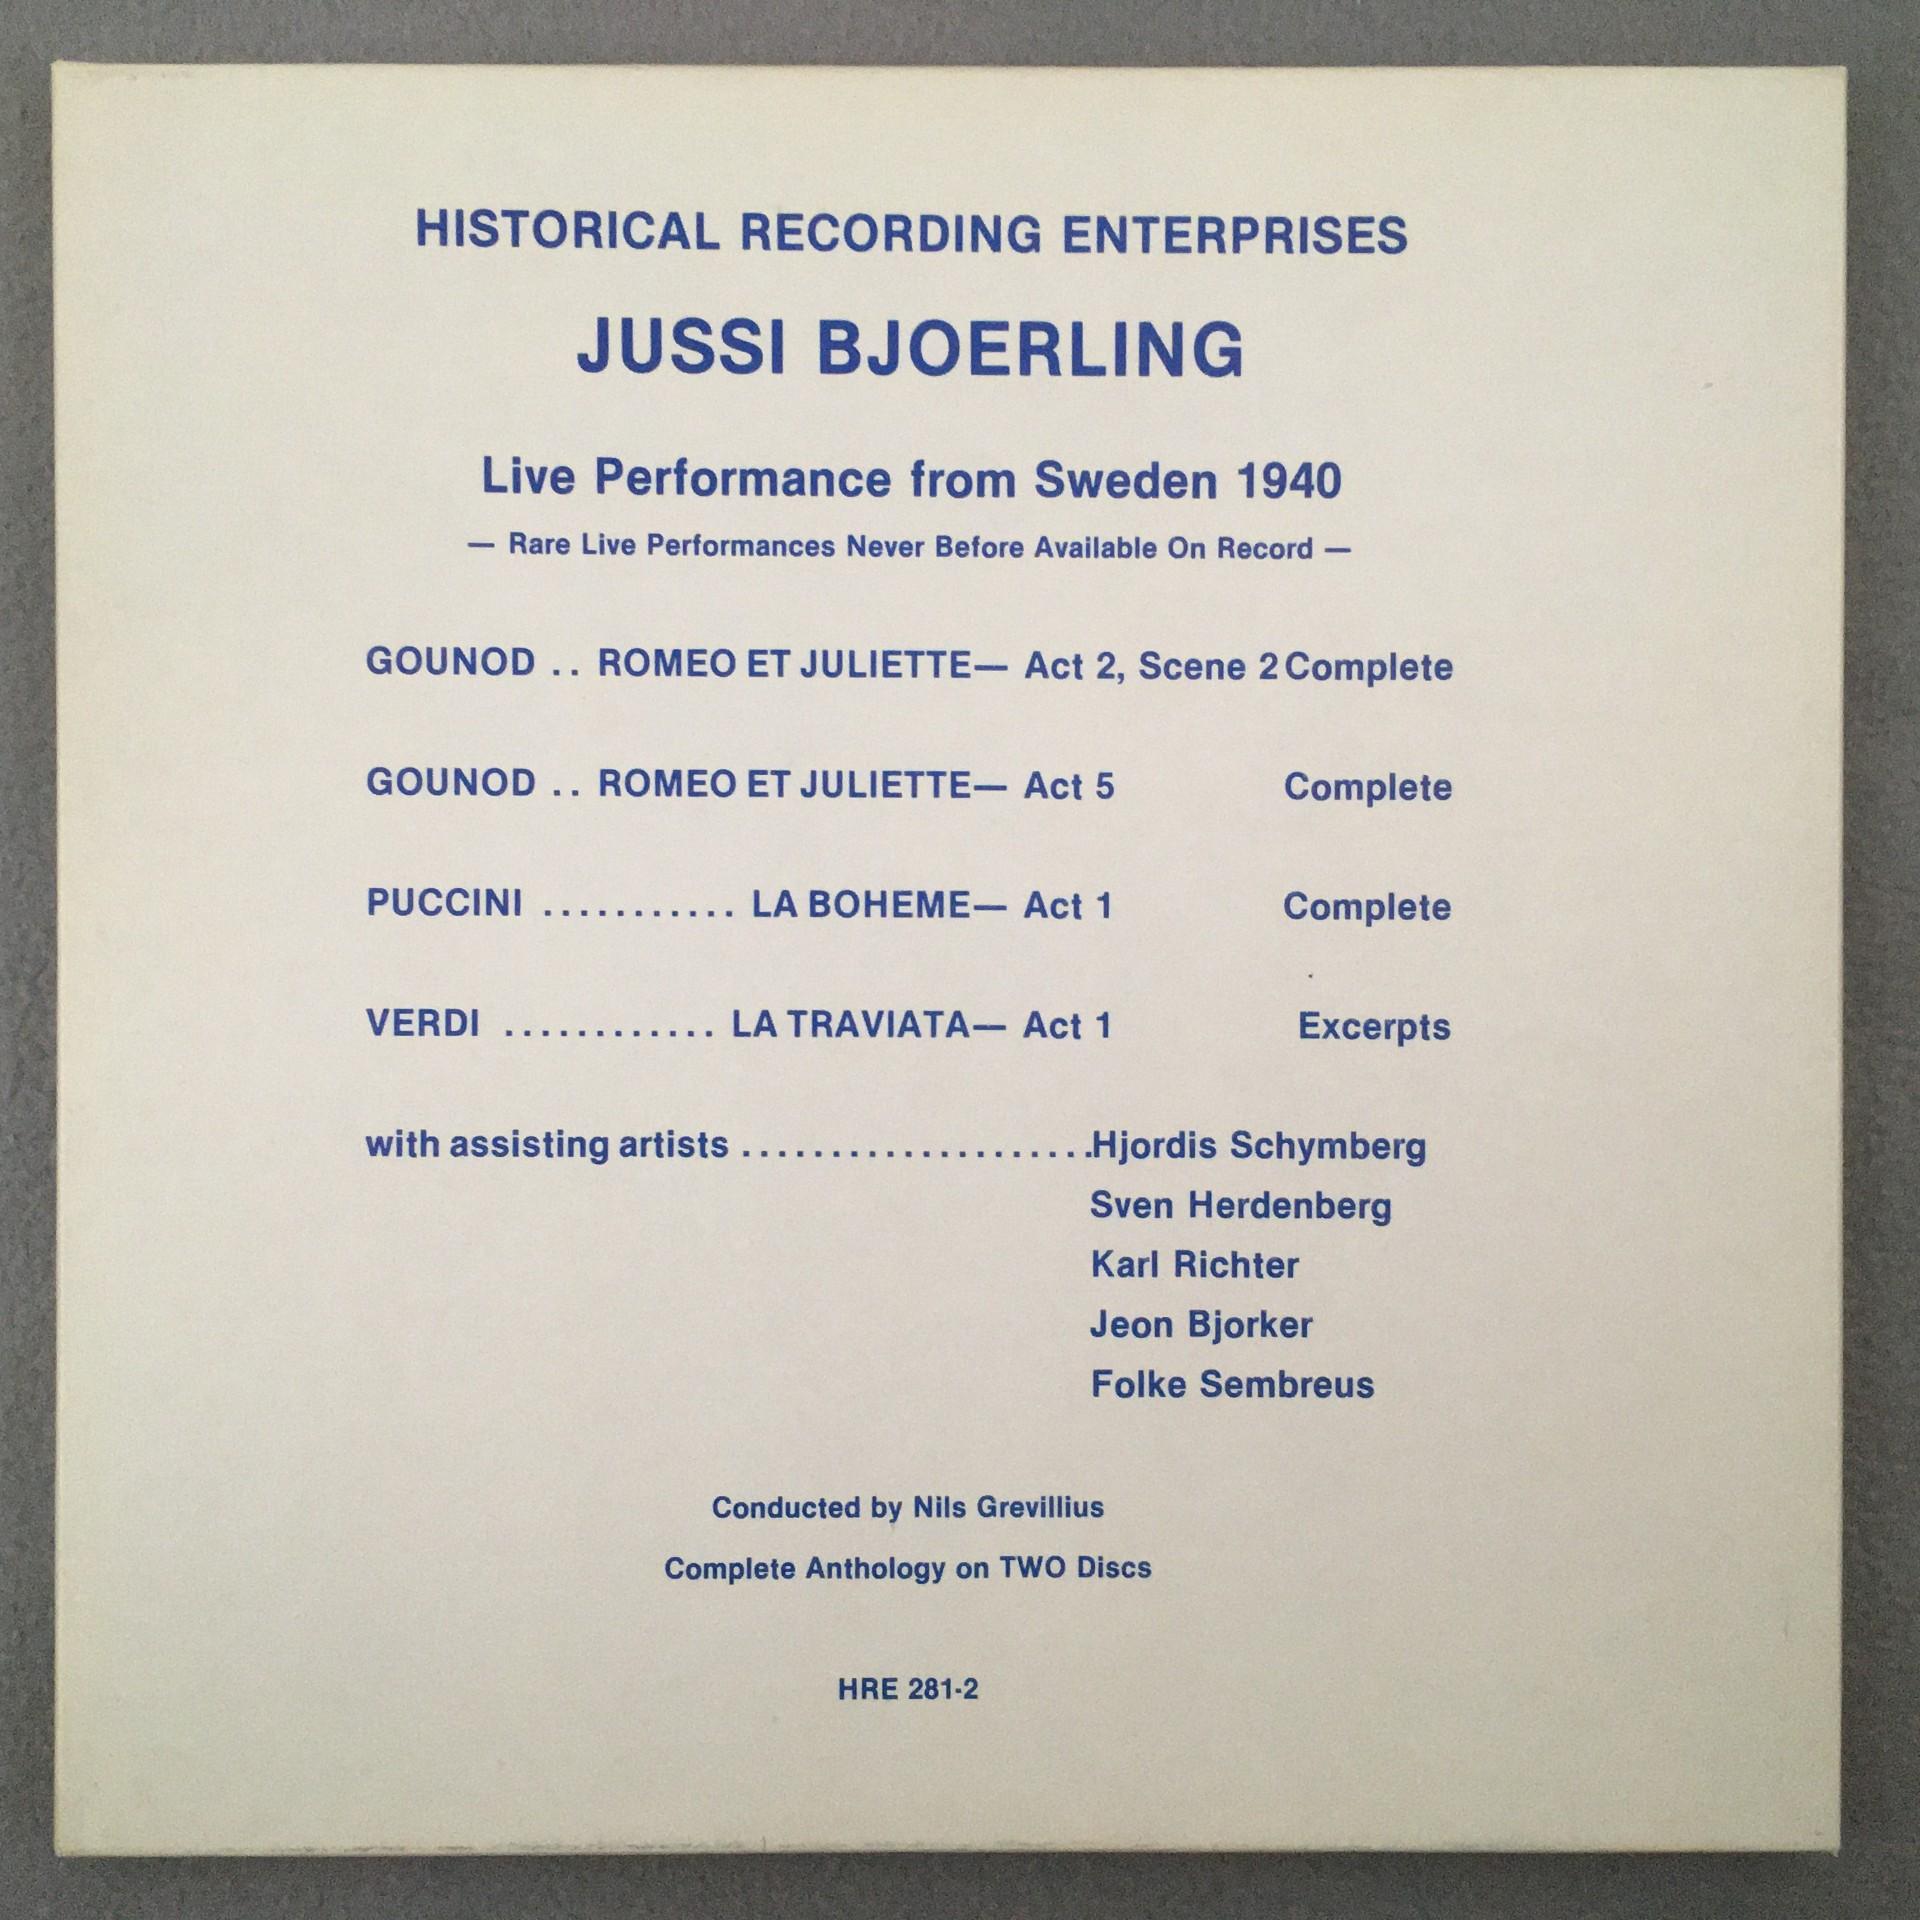 HISTORICAL RECORDING ENTERPRISES
JUSSI BJOERLING
Live Performance from Sweden 1940
— Rare Live Performances Never Before Available On Record —
GOUNOD .. ROMEO ET JULIETTE— Act 2, Scene 2 Complete
GOUNOD .. ROMEO ET JULIETTE— Act 5 Complete
PUCCINI ........... LA BOHEME— Act 1 Complete
VERDI ............ LA TRAVIATA— Act 1 Excerpts
with assisting artists ....................Hjordis Schymberg
Sven Herdenberg
Karl Richter
Jeon Bjorker
Folke Sembreus
Conducted by Nils Grevillius
Complete Anthology on TWO Discs
HRE 281-2